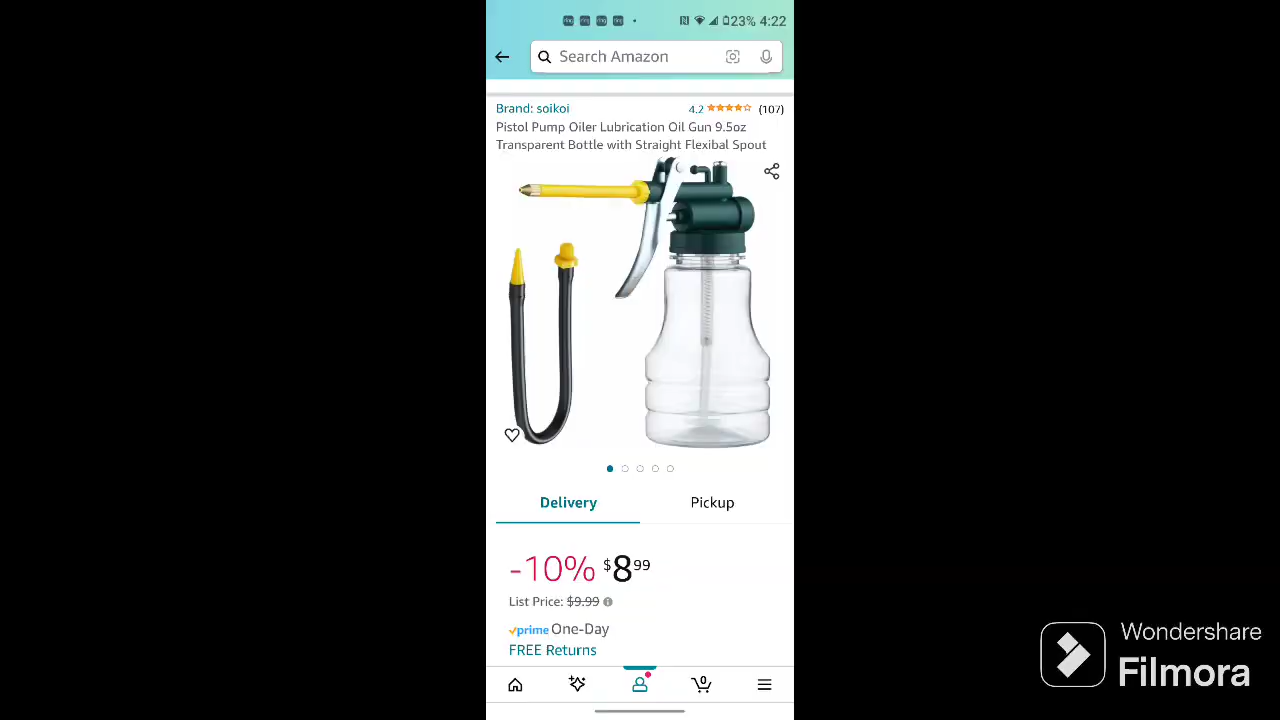 23% 4:22
Search Amazon
Brand: soikoi
4.2 (107)
Pistol Pump Oiler Lubrication Oil Gun 9.5oz
Transparent Bottle with Straight Flexibal Spout
Delivery
Pickup
-10% $8.99
List Price: $9.99
prime One-Day
FREE Returns
0
Wondershare
Filmora